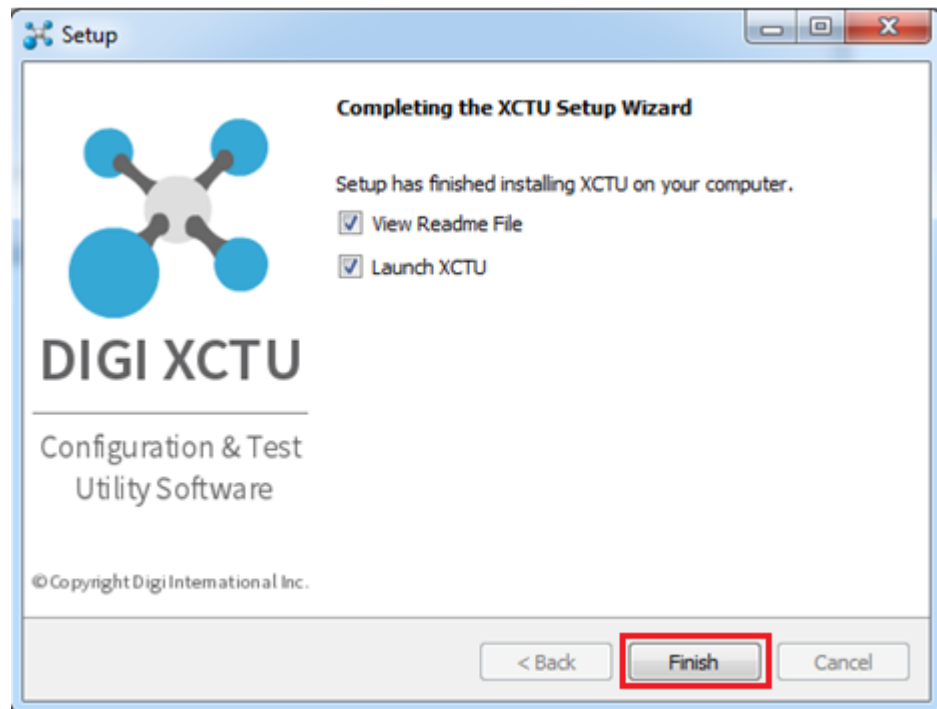 Setup
Completing the XCTU Setup Wizard
Setup has finished installing XCTU on your computer.
View Readme File
Launch XCTU
DIGI XCTU
Configuration & Test
Utility Software
©Copyright Digi International Inc.
< Back
Finish
Cancel